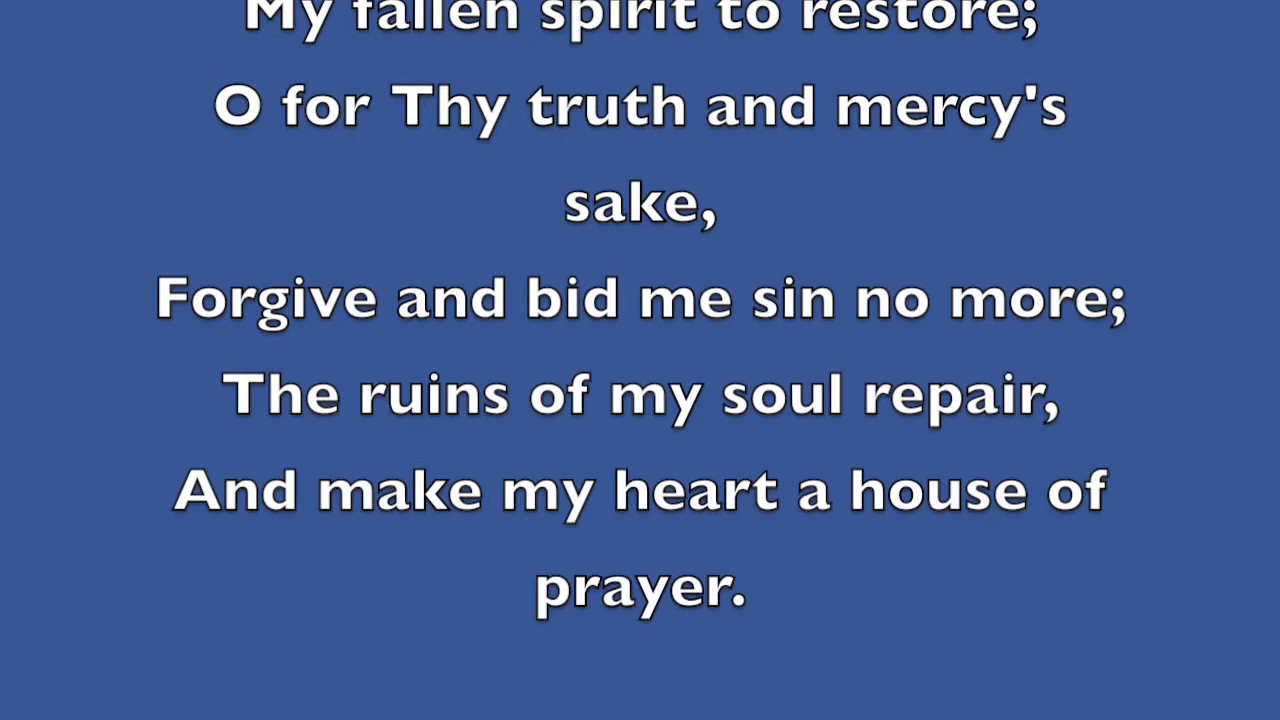 My fallen spirit to restore;
O for Thy truth and mercy's
sake,
Forgive and bid me sin no more;
The ruins of my soul repair,
And make my heart a house of
prayer.